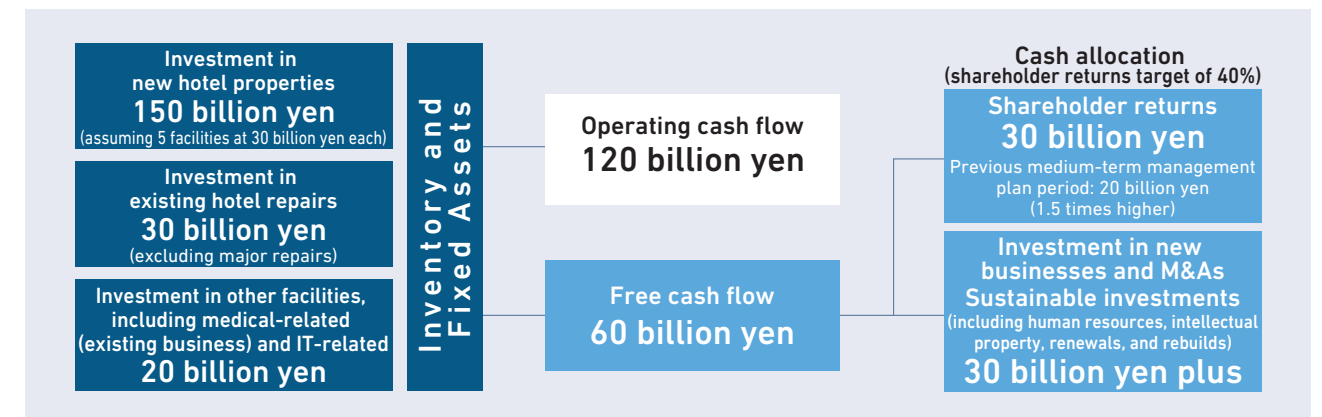 Investment in
new hotel properties
150 billion yen
(assuming 5 facilities at 30 billion yen each)
Investment in
existing hotel repairs
30 billion yen
(excluding major repairs)
Investment in other facilities,
including medical-related
(existing business) and IT-related
20 billion yen
Inventory and
Fixed Assets
Operating cash flow
120 billion yen
Free cash flow
60 billion yen
Cash allocation
(shareholder returns target of 40%)
Shareholder returns
30 billion yen
Previous medium-term management
plan period: 20 billion yen
(1.5 times higher)
Investment in new
businesses and M&As
Sustainable investments
(including human resources, intellectual
property, renewals, and rebuilds)
30 billion yen plus